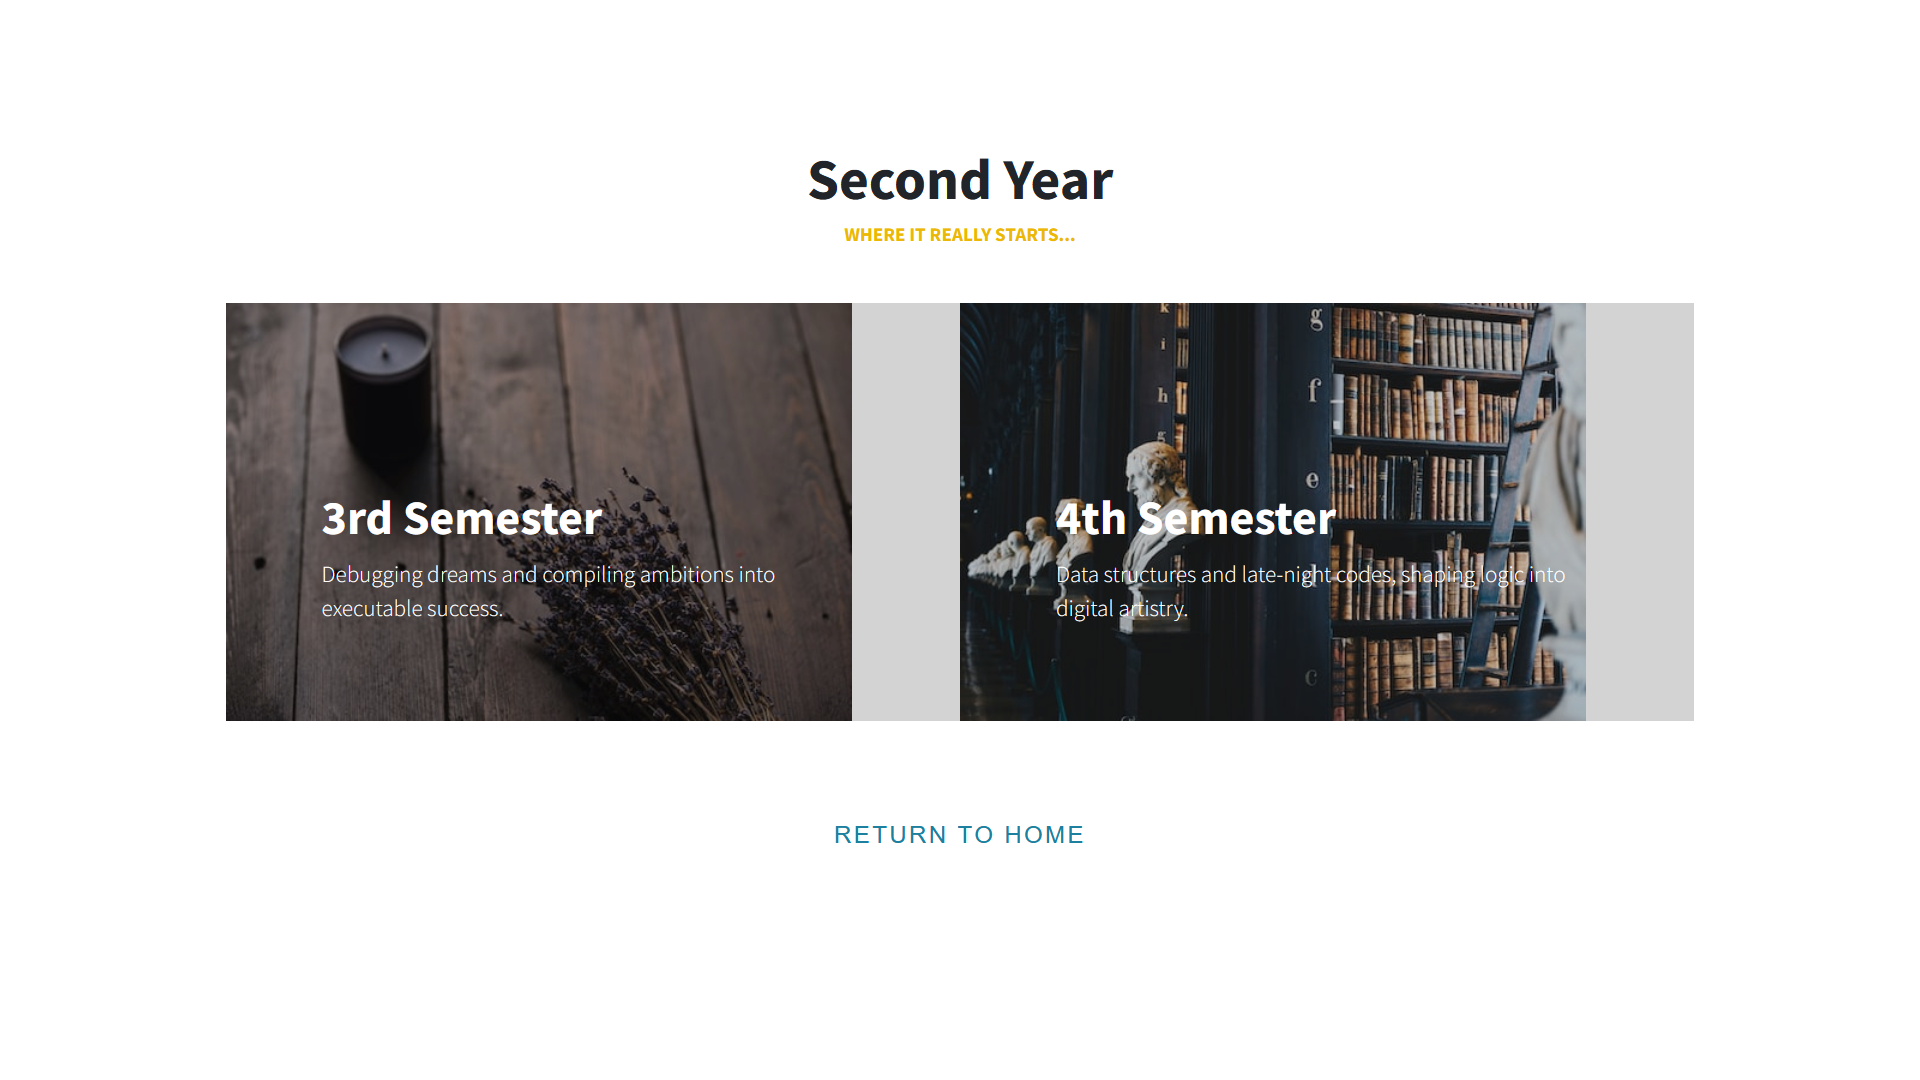 Second Year
WHERE IT REALLY STARTS...
3rd Semester
Debugging dreams and compiling ambitions into
executable success.
k
i
h
g
g
f
e
c
4th Semester
Data structures and late-night codes, shaping logic into
digital artistry.
RETURN TO HOME